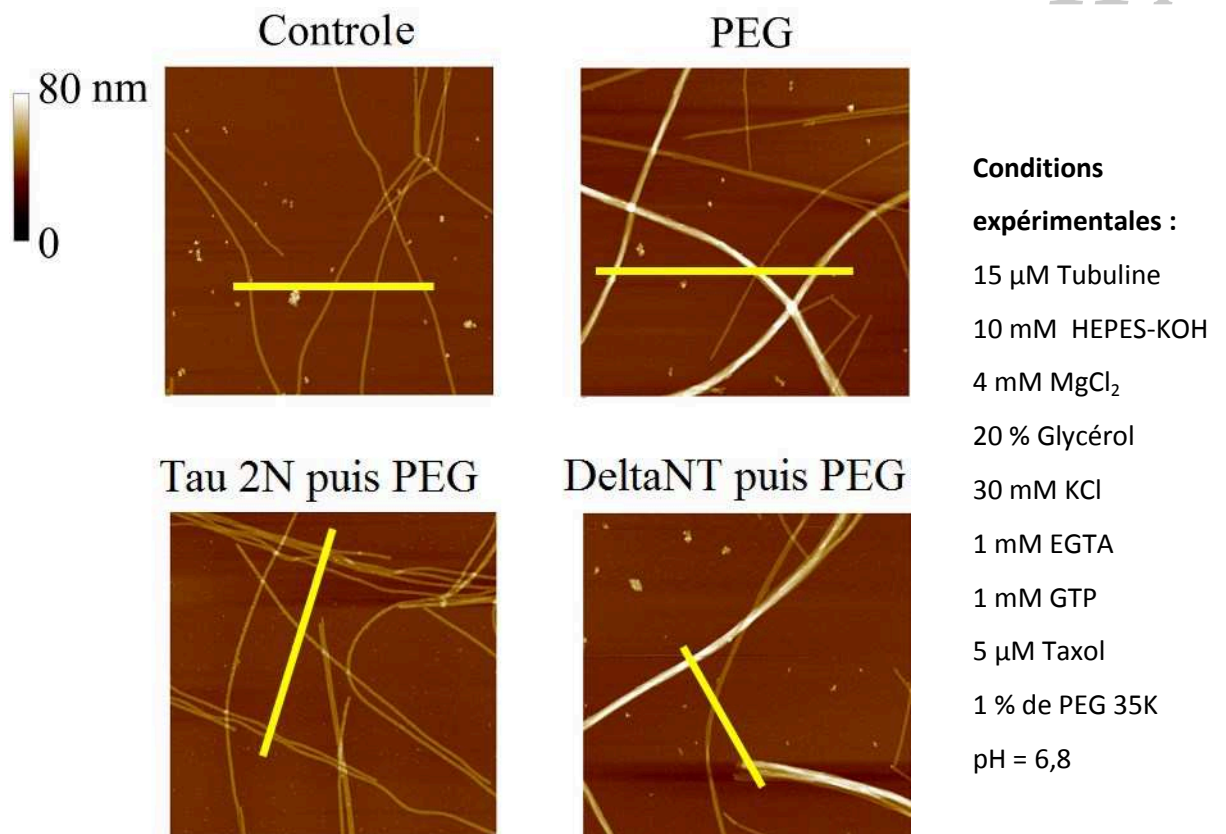 Controle
PEG
80 nm
0
Tau 2N puis PEG
DeltaNT puis PEG
Conditions
expérimentales :
15 µM Tubuline
10 mM HEPES-KOH
4 mM MgCl₂
20 % Glycérol
30 mM KCl
1 mM EGTA
1 mM GTP
5 µM Taxol
1 % de PEG 35K
pH = 6,8